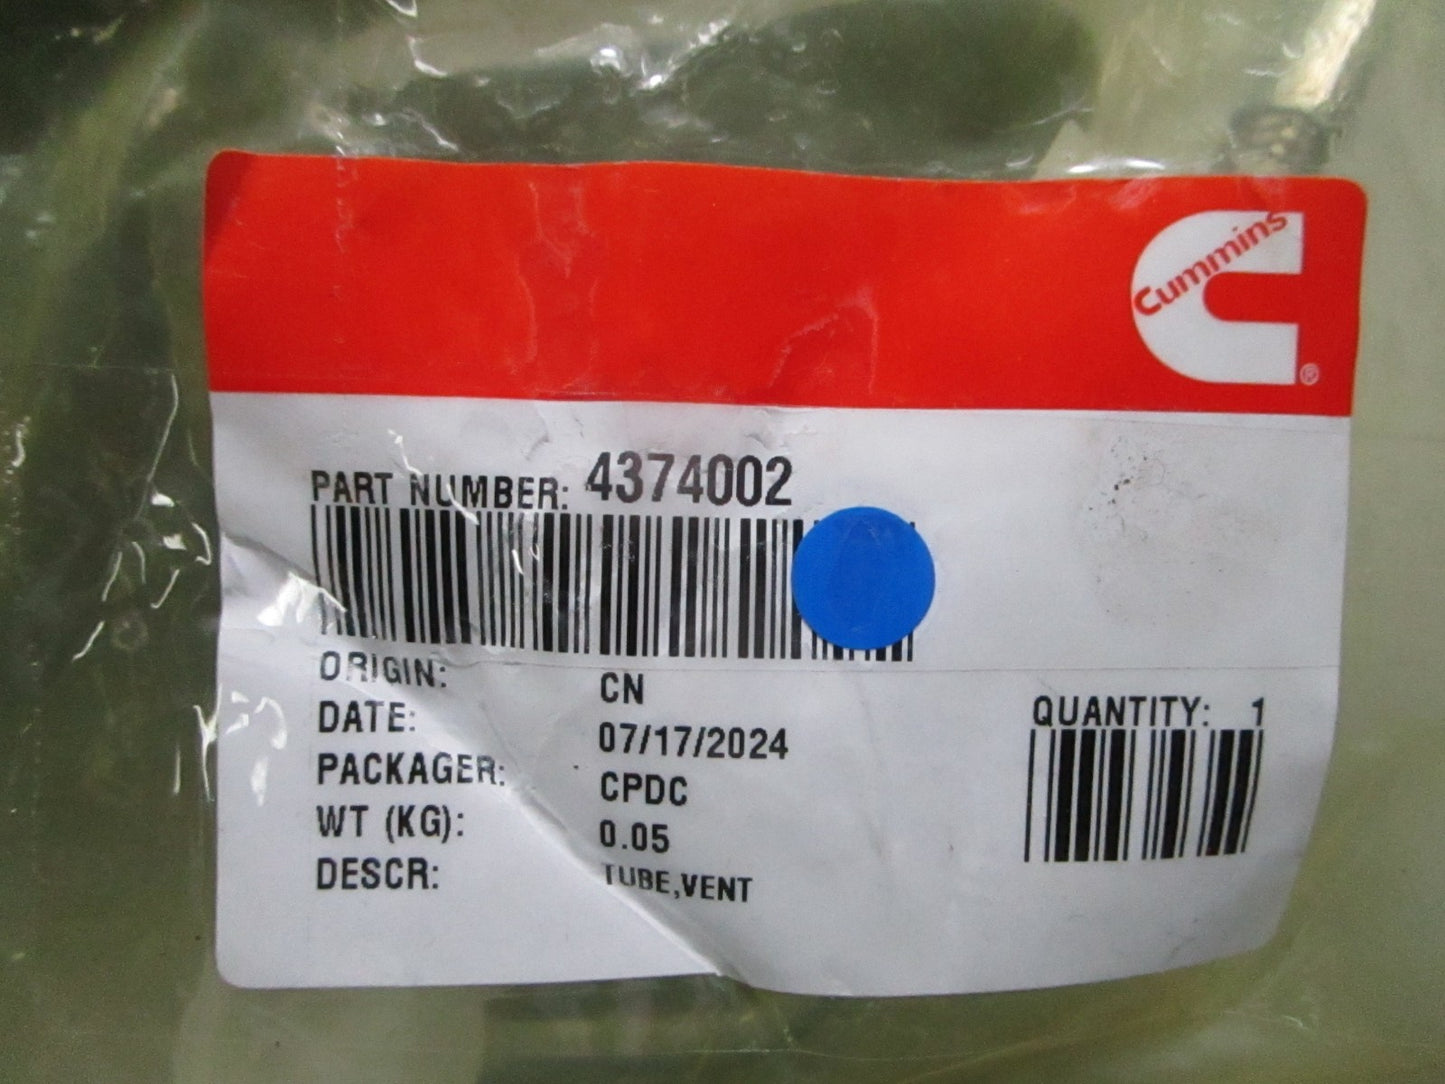 Cummins
®
PART NUMBER: 4374002
ORIGIN: CN
DATE: 07/17/2024
PACKAGER: CPDC
WT (KG): 0.05
DESCR: TUBE,VENT
QUANTITY: 1